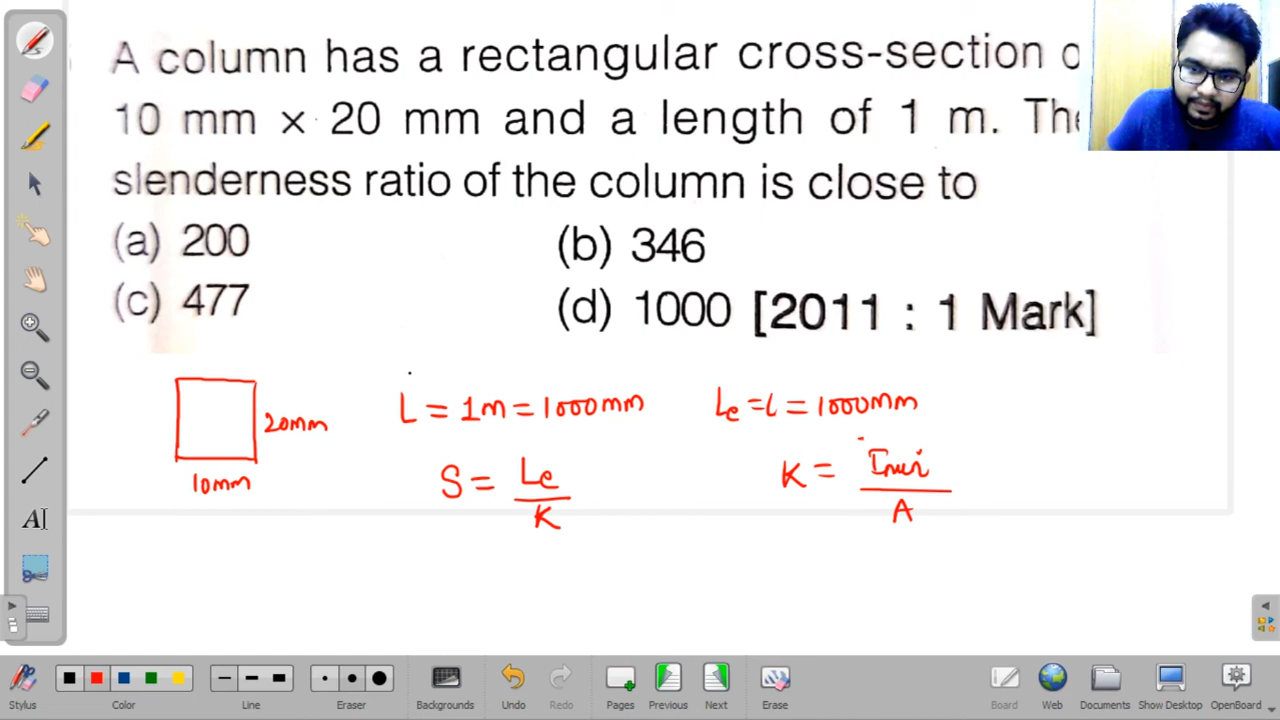 A column has a rectangular cross-section o
10 mm × 20 mm and a length of 1 m. The
slenderness ratio of the column is close to
(a) 200
(b) 346
(c) 477
(d) 1000 [2011 : 1 Mark]
20mm
10mm
L = 1m = 1000mm
Le = L = 1000mm
S = Le / K
K = Imin / A
Stylus
Color
Line
Eraser
Backgrounds
Undo
Redo
Pages
Previous
Next
Erase
Board
Web
Documents
Show Desktop
OpenBoard